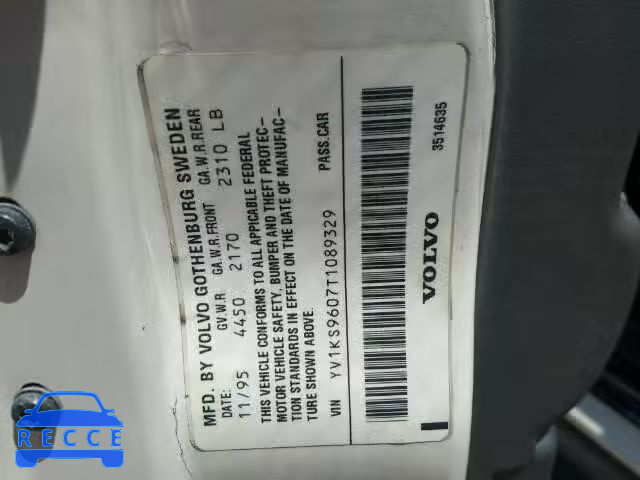 MFD. BY VOLVO GOTHENBURG SWEDEN
DATE: GV.W.R GA.W.R.FRONT GA.W.R.REAR
11/95 4450 2170 2310 LB
THIS VEHICLE CONFORMS TO ALL APPLICABLE FEDERAL
MOTOR VEHICLE SAFETY, BUMPER AND THEFT PROTEC–
TION STANDARDS IN EFFECT ON THE DATE OF MANUFAC–
TURE SHOWN ABOVE.
VIN YV1KS9607T1089329 PASS.CAR
VOLVO 3514635
RECCE